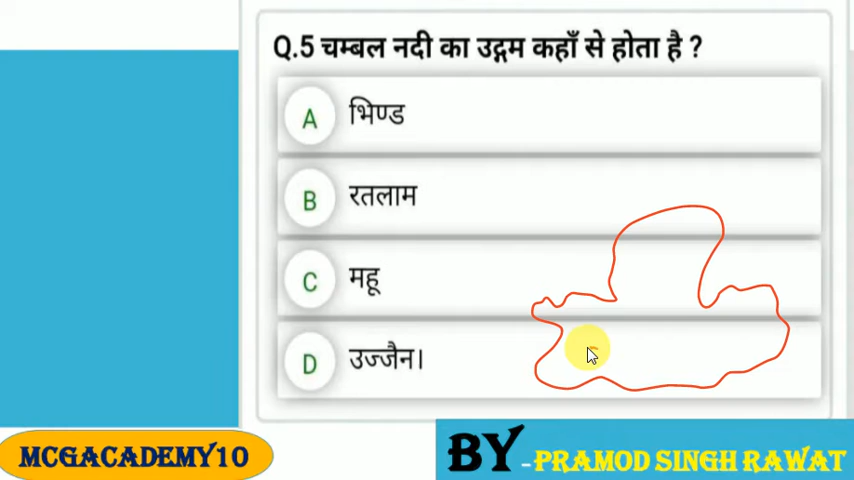 Q.5 चम्बल नदी का उद्गम कहाँ से होता है ?
A भिण्ड
B रतलाम
C महू
D उज्जैन।
MCGACADEMY10
BY -PRAMOD SINGH RAWAT